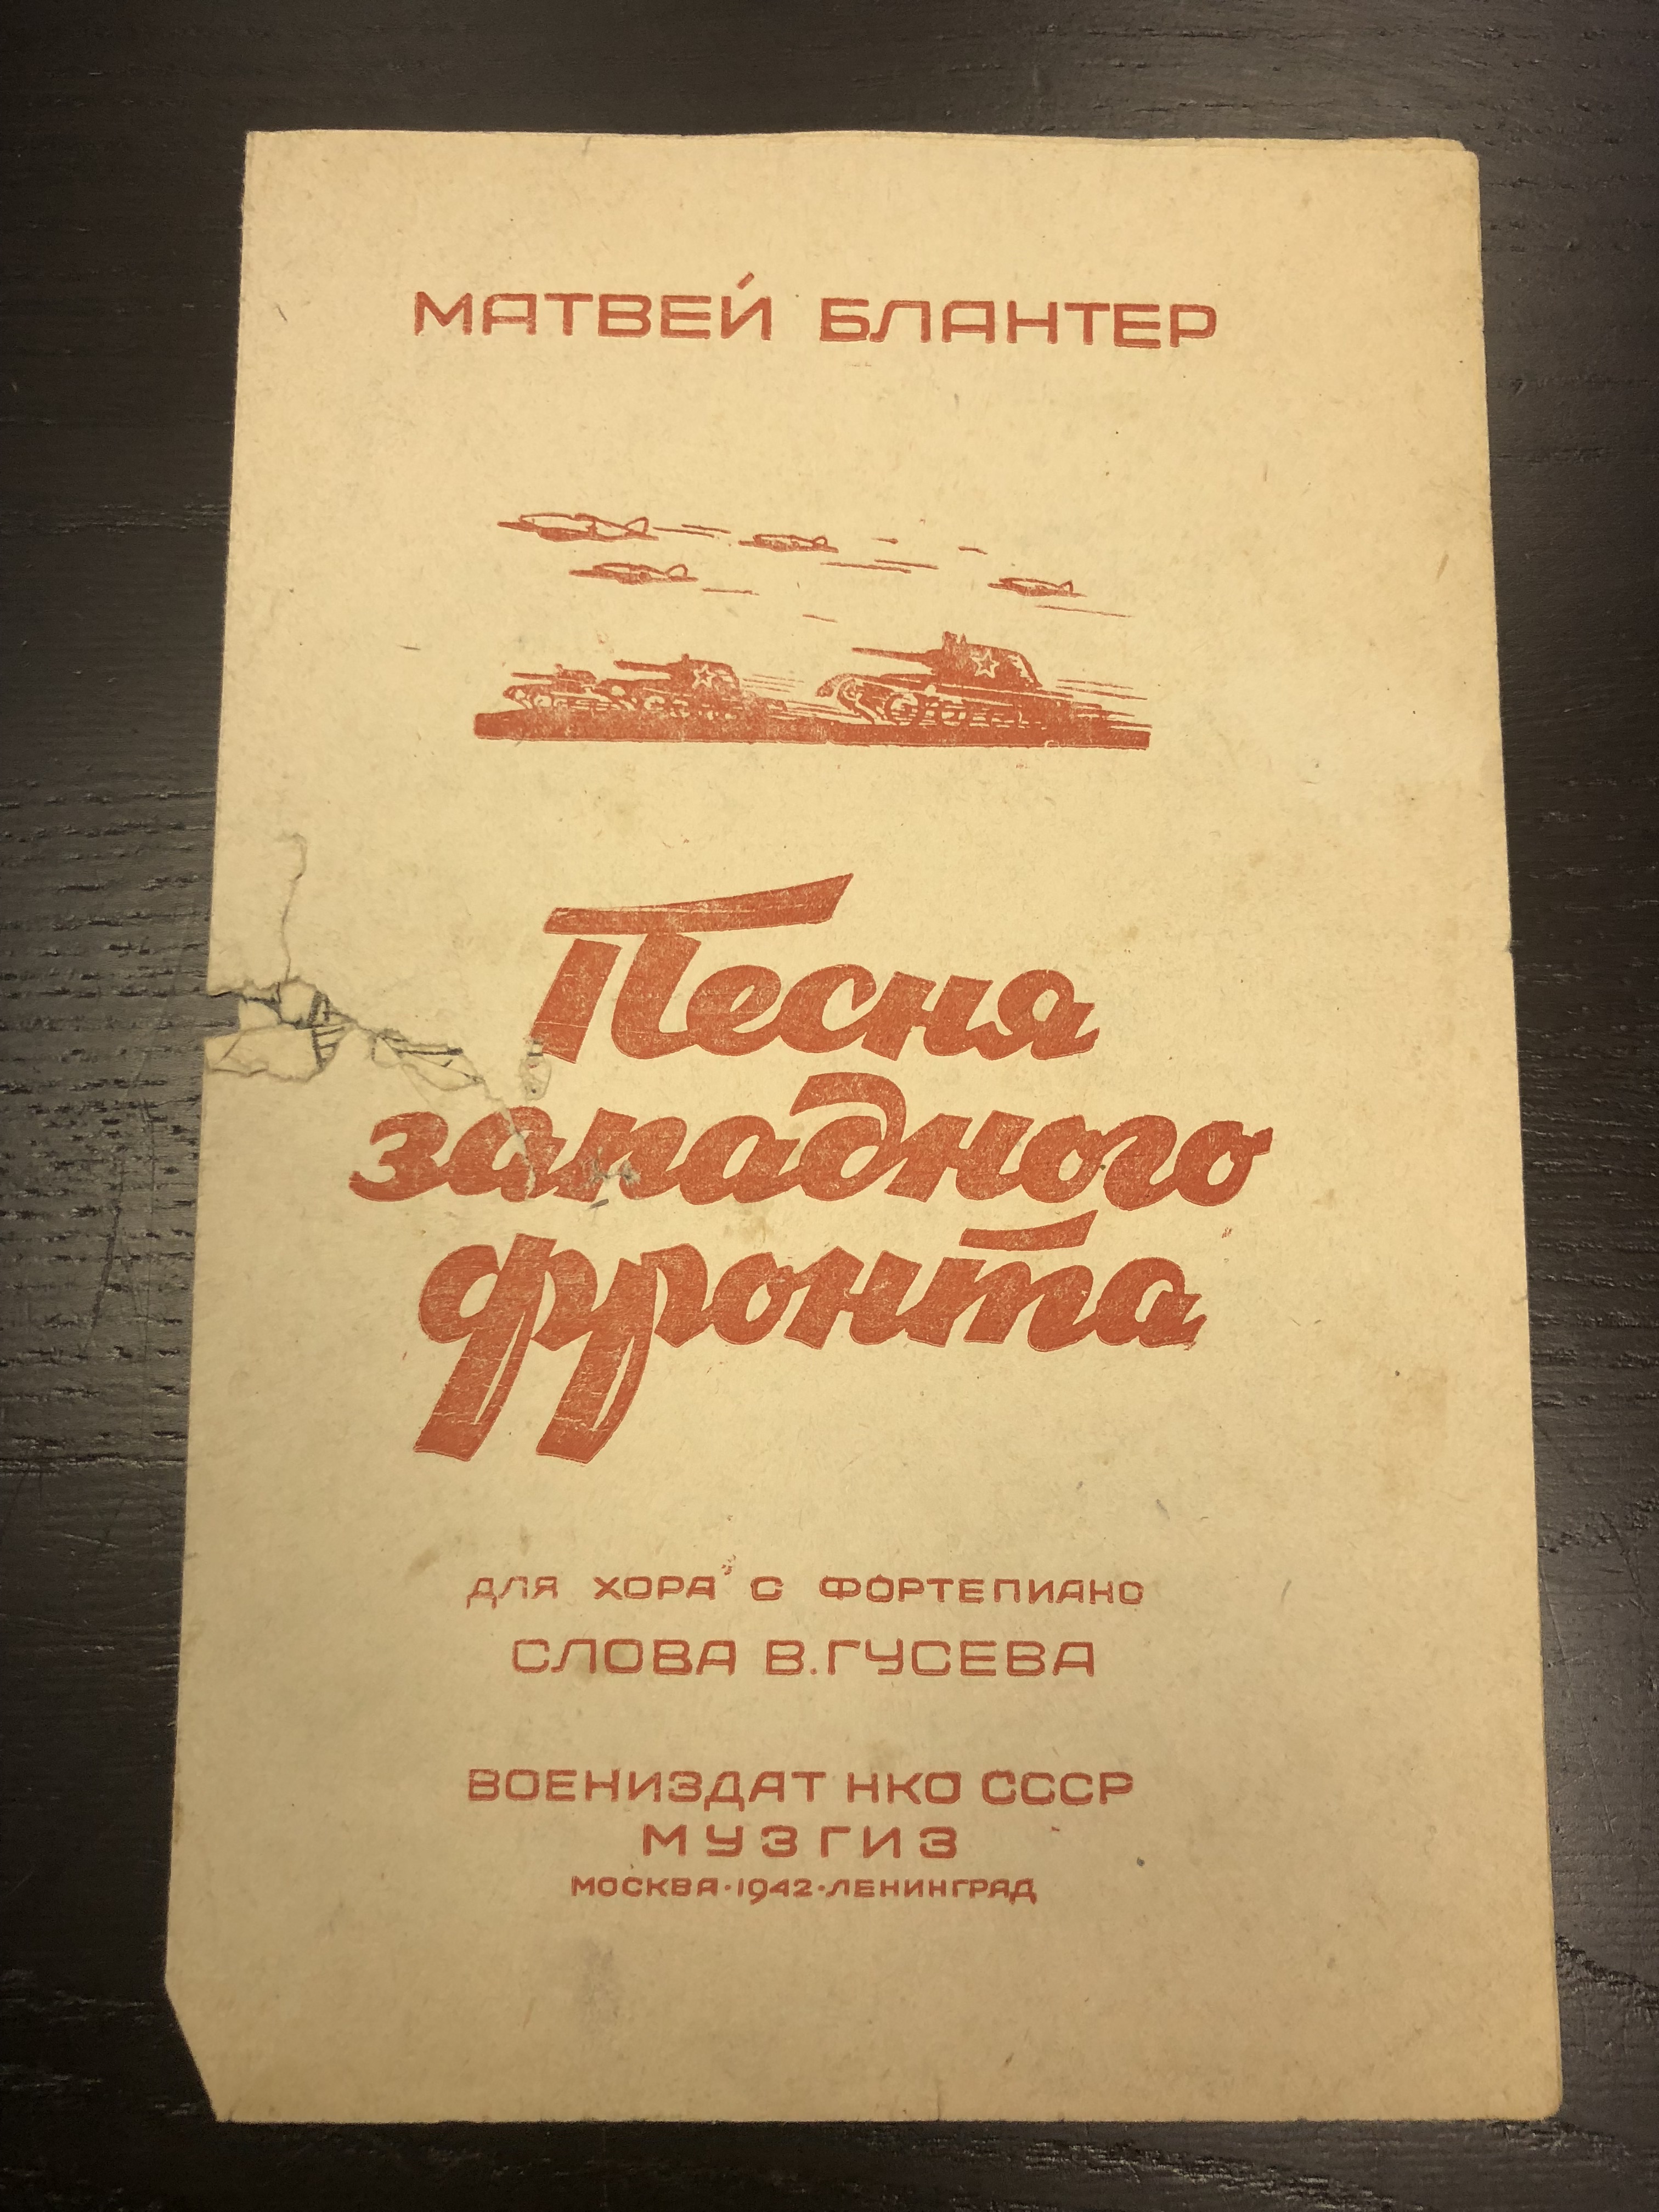 МАТВЕЙ БЛАНТЕР
Песня
западного
фронта
ДЛЯ ХОРА С ФОРТЕПИАНО
СЛОВА В. ГУСЕВА
ВОЕНИЗДАТ НКО СССР
МУЗГИЗ
МОСКВА·1942·ЛЕНИНГРАД